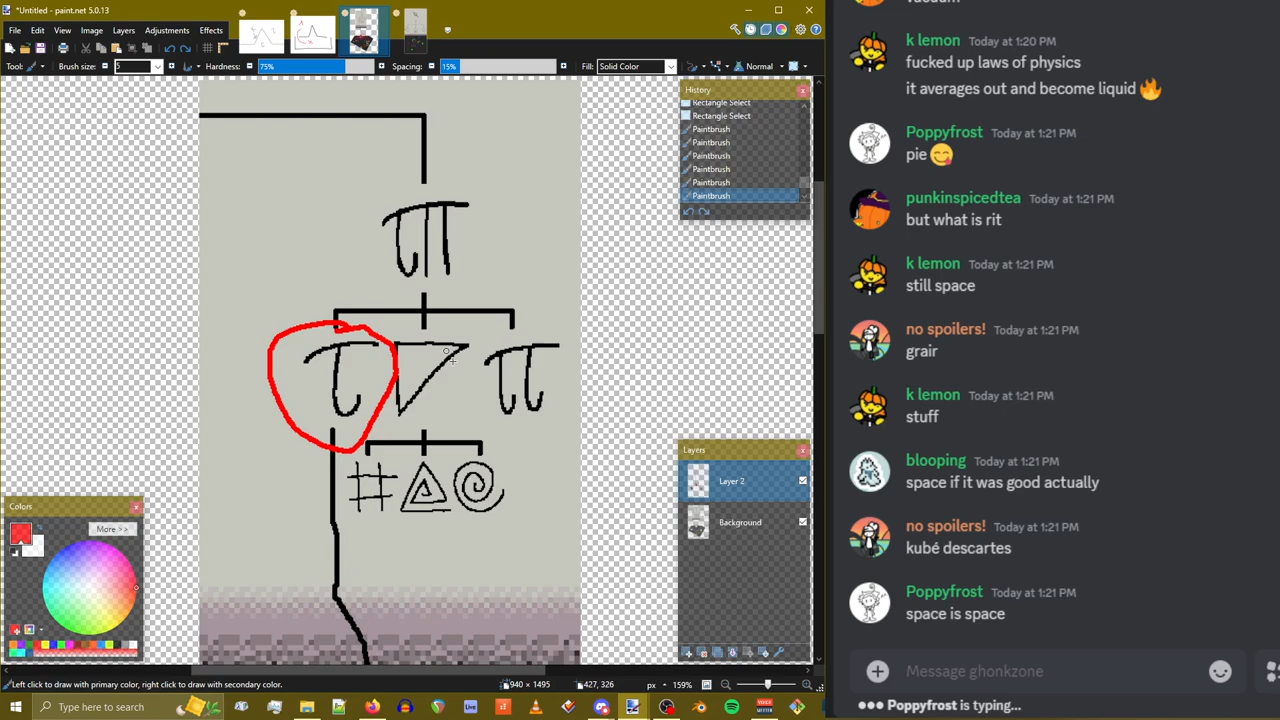 *Untitled - paint.net 5.0.13
File Edit View Image Layers Adjustments Effects
Tool: Brush size: 5 Hardness: 75% Spacing: 15% Fill: Solid Color Normal
History
Rectangle Select
Rectangle Select
Paintbrush
Paintbrush
Paintbrush
Paintbrush
Paintbrush
Paintbrush
π
τ π
#
Layers
Layer 2
Background
Colors
More >>
Left click to draw with primary color, right click to draw with secondary color.
940 × 1495
427, 326
px
159%
Type here to search
Live
vacuum
k lemon Today at 1:20 PM
fucked up laws of physics
it averages out and become liquid 🔥
Poppyfrost Today at 1:21 PM
pie 😋
punkinspicedtea Today at 1:21 PM
but what is rit
k lemon Today at 1:21 PM
still space
no spoilers! Today at 1:21 PM
grair
k lemon Today at 1:21 PM
stuff
blooping Today at 1:21 PM
space if it was good actually
no spoilers! Today at 1:21 PM
kubé descartes
Poppyfrost Today at 1:21 PM
space is space
Message ghonkzone
Poppyfrost is typing...